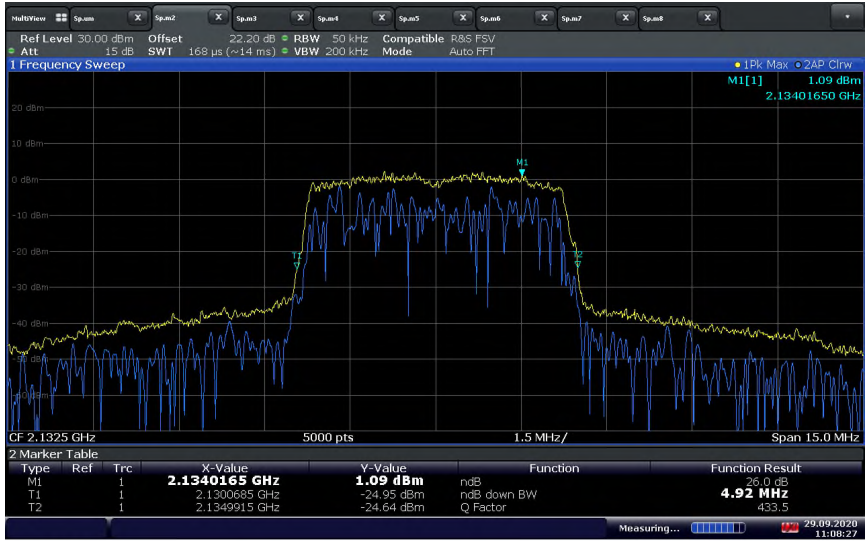 MultiView Sp.um X Sp.m2 X Sp.m3 X Sp.m4 X Sp.m5 X Sp.m6 X Sp.m7 X Sp.m8 X
Ref Level 30.00 dBm Offset 22.20 dB RBW 50 kHz Compatible R&S FSV
Att 15 dB SWT 168 µs (~14 ms) VBW 200 kHz Mode Auto FFT
1 Frequency Sweep 1Pk Max 2AP Clrw
M1[1] 1.09 dBm
2.13401650 GHz
20 dBm
10 dBm
M1
0 dBm
-10 dBm
-20 dBm
T1 T2
-30 dBm
-40 dBm
-50 dBm
-60 dBm
CF 2.1325 GHz 5000 pts 1.5 MHz/ Span 15.0 MHz
2 Marker Table
Type Ref Trc X-Value Y-Value Function Function Result
M1 1 2.1340165 GHz 1.09 dBm ndB 26.0 dB
T1 1 2.1300685 GHz -24.95 dBm ndB down BW 4.92 MHz
T2 1 2.1349915 GHz -24.64 dBm Q Factor 433.5
Measuring... 29.09.2020
11:08:27